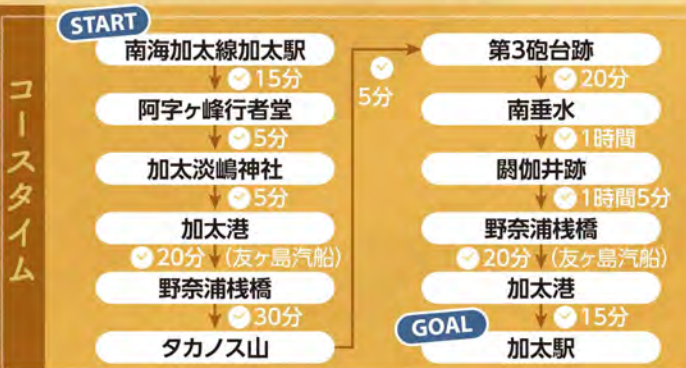 コースタイム
START
南海加太線加太駅
15分
阿字ヶ峰行者堂
5分
加太淡嶋神社
5分
加太港
20分（友ヶ島汽船）
野奈浦桟橋
30分
タカノス山
5分
第3砲台跡
20分
南垂水
1時間
閼伽井跡
1時間5分
野奈浦桟橋
20分（友ヶ島汽船）
加太港
15分
GOAL
加太駅